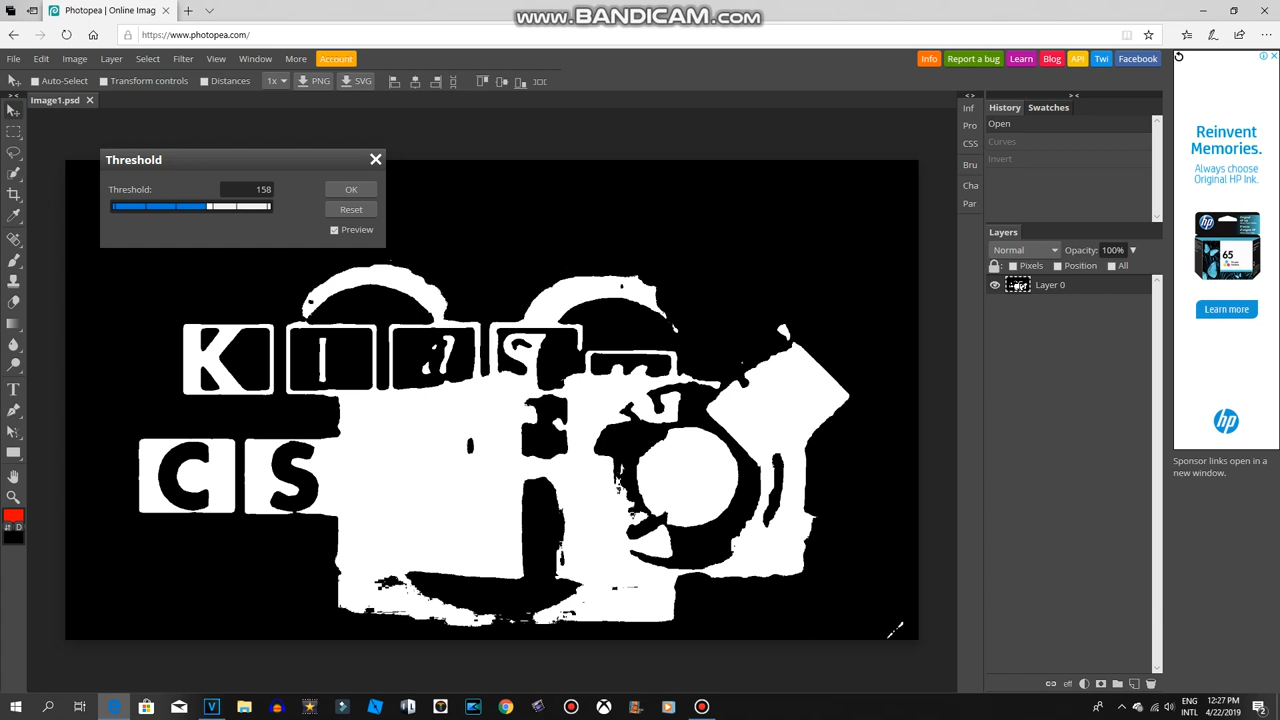 www.BANDICAM.com
Photopea | Online Imag
https://www.photopea.com/
File Edit Image Layer Select Filter View Window More Account
Info Report a bug Learn Blog API Twi Facebook
Auto-Select Transform controls Distances 1x PNG SVG
Image1.psd
Threshold
Threshold: 158
OK
Reset
Preview
K I
C S
Inf
Pro
CSS
Bru
Cha
Par
History Swatches
Open
Curves
Invert
Layers
Normal Opacity: 100%
Pixels Position All
Layer 0
eff
Reinvent
Memories.
Always choose
Original HP Ink.
hp
65
Learn more
hp
Sponsor links open in a
new window.
ENG
INTL
12:27 PM
4/22/2019